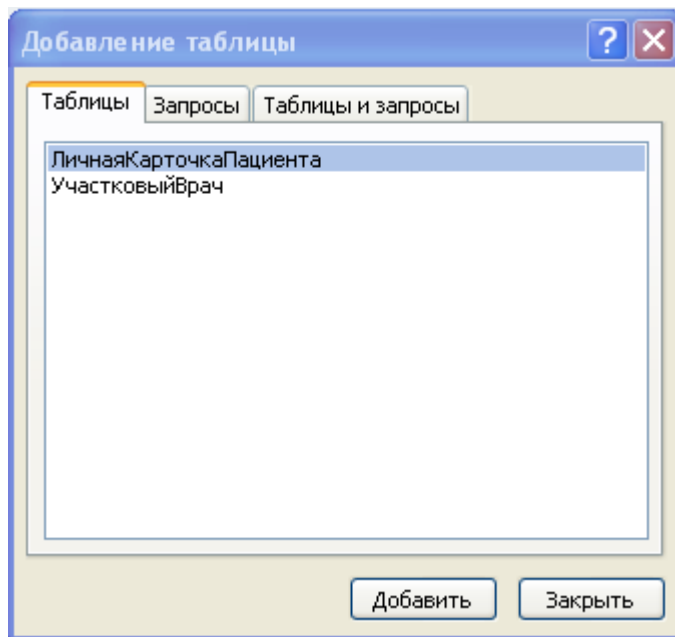 Добавление таблицы
Таблицы Запросы Таблицы и запросы
ЛичнаяКарточкаПациента
УчастковыйВрач
Добавить Закрыть